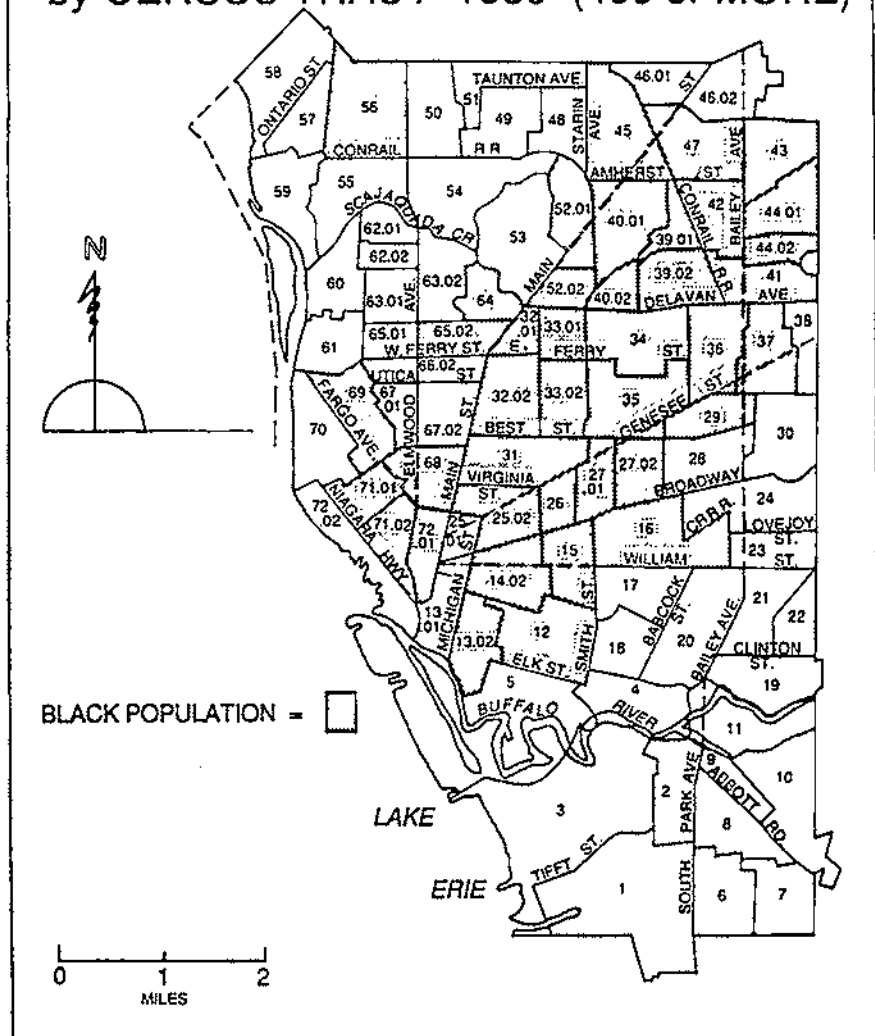 by CENSUS TRACT 1980 (400 or MORE)
58
ONTARIO ST.
57
56
50
51
TAUNTON AVE.
49
48
STARIN AVE.
46.01
ST
46.02
45
47
AVE
43
CONRAIL
R R
AMHERST ST
59
55
54
SCAJAQUADA CR
53
52.01
40.01
CONRAIL R.R.
42
BAILEY
44.01
44.02
39.01
39.02
41
AVE.
N
62.01
62.02
60
63.01
AVE
63.02
64
MAIN
52.02
40.02
DELAVAN
38
61
65.01
65.02
32.01
33.01
34
36
37
W. FERRY ST.
E.
FERRY ST.
66.02
UTICA ST
69
67.01
32.02
33.02
35
GENESEE ST.
29
30
70
FARGO AVE.
ELMWOOD
67.02
ST
BEST ST.
68
MAIN
31
VIRGINIA ST.
27.01
27.02
28
BROADWAY
71.01
72.02
NIAGARA
HWY
71.02
72.01
25.01
ST
25.02
26
24
C.R.R.R.
LOVEJOY ST.
16
15
WILLIAM
23
ST.
14.02
ST.
17
BABCOCK ST.
21
22
13.01
MICHIGAN
13.02
12
SMITH
18
20
BAILEY AVE.
CLINTON ST.
ELK ST.
5
4
19
BLACK POPULATION =
BUFFALO
RIVER
11
9
10
2
PARK AVE
ABBOTT RD
8
3
LAKE
ERIE
TIFFT ST.
1
SOUTH
6
7
0 1 2
MILES